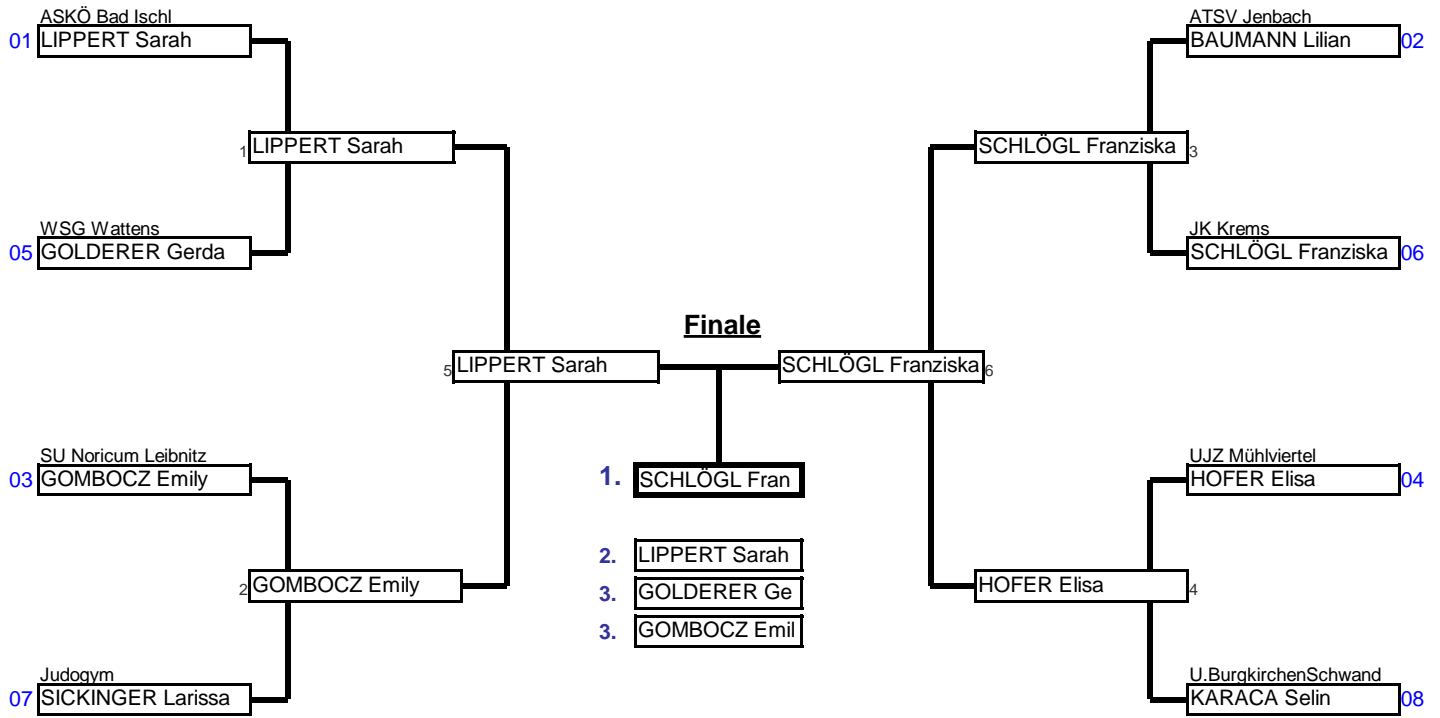 ASKÖ Bad Ischl
01 LIPPERT Sarah
1 LIPPERT Sarah
WSG Wattens
05 GOLDERER Gerda
5 LIPPERT Sarah
SU Noricum Leibnitz
03 GOMBOCZ Emily
2 GOMBOCZ Emily
Judogym
07 SICKINGER Larissa
Finale
1. SCHLÖGL Fran
2. LIPPERT Sarah
3. GOLDERER Ge
3. GOMBOCZ Emil
ATSV Jenbach
BAUMANN Lilian 02
SCHLÖGL Franziska 3
JK Krems
SCHLÖGL Franziska 06
SCHLÖGL Franziska 6
UJZ Mühlviertel
HOFER Elisa 04
HOFER Elisa 4
U.BurgkirchenSchwand
KARACA Selin 08